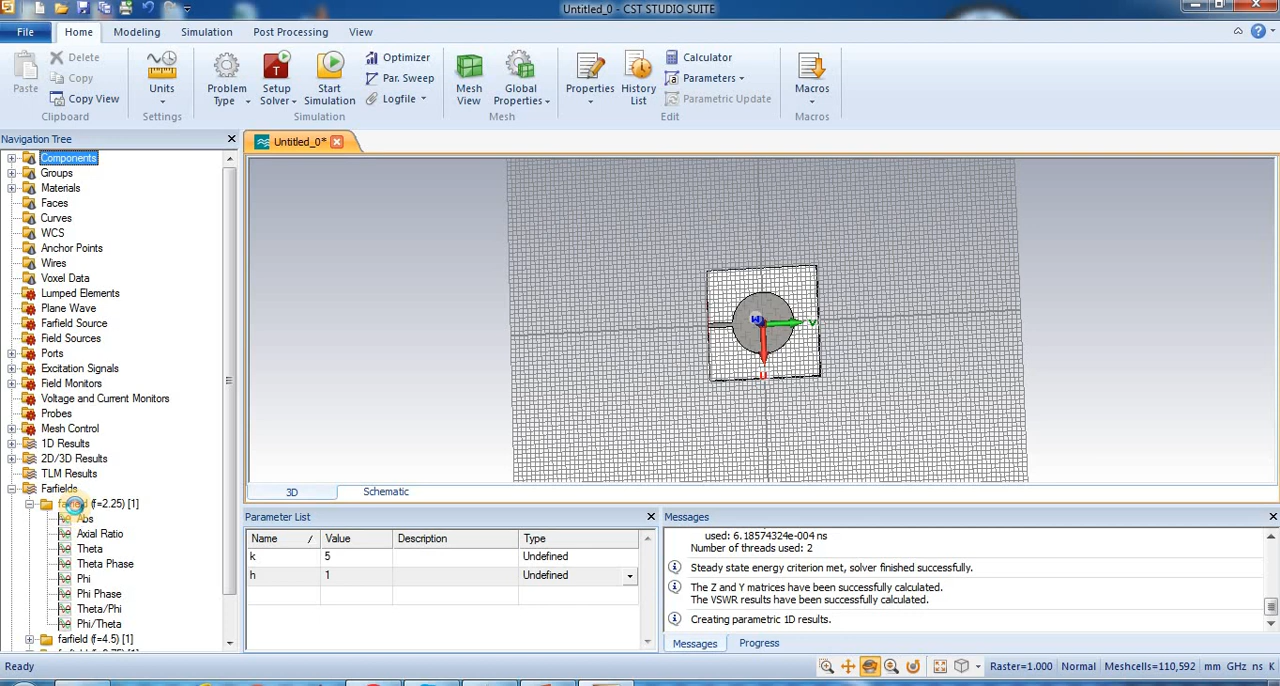 Untitled_0 - CST STUDIO SUITE
File Home Modeling Simulation Post Processing View
Paste Delete Copy Copy View Clipboard
Units Settings
Problem Type Setup Solver Start Simulation Optimizer Par. Sweep Logfile Simulation
Mesh View Global Properties Mesh
Properties History List Calculator Parameters Parametric Update Edit
Macros Macros
Navigation Tree
Untitled_0*
Components
Groups
Materials
Faces
Curves
WCS
Anchor Points
Wires
Voxel Data
Lumped Elements
Plane Wave
Farfield Source
Field Sources
Ports
Excitation Signals
Field Monitors
Voltage and Current Monitors
Probes
Mesh Control
1D Results
2D/3D Results
TLM Results
Farfields
farfield (f=2.25) [1]
Abs
Axial Ratio
Theta
Theta Phase
Phi
Phi Phase
Theta/Phi
Phi/Theta
farfield (f=4.5) [1]
w
v
u
3D Schematic
Parameter List
Name / Value Description Type
k 5 Undefined
h 1 Undefined
Messages
used: 6.18574324e-004 ns
Number of threads used: 2
Steady state energy criterion met, solver finished successfully.
The Z and Y matrices have been successfully calculated.
The VSWR results have been successfully calculated.
Creating parametric 1D results.
Messages Progress
Ready
Raster=1.000 Normal Meshcells=110,592 mm GHz ns K